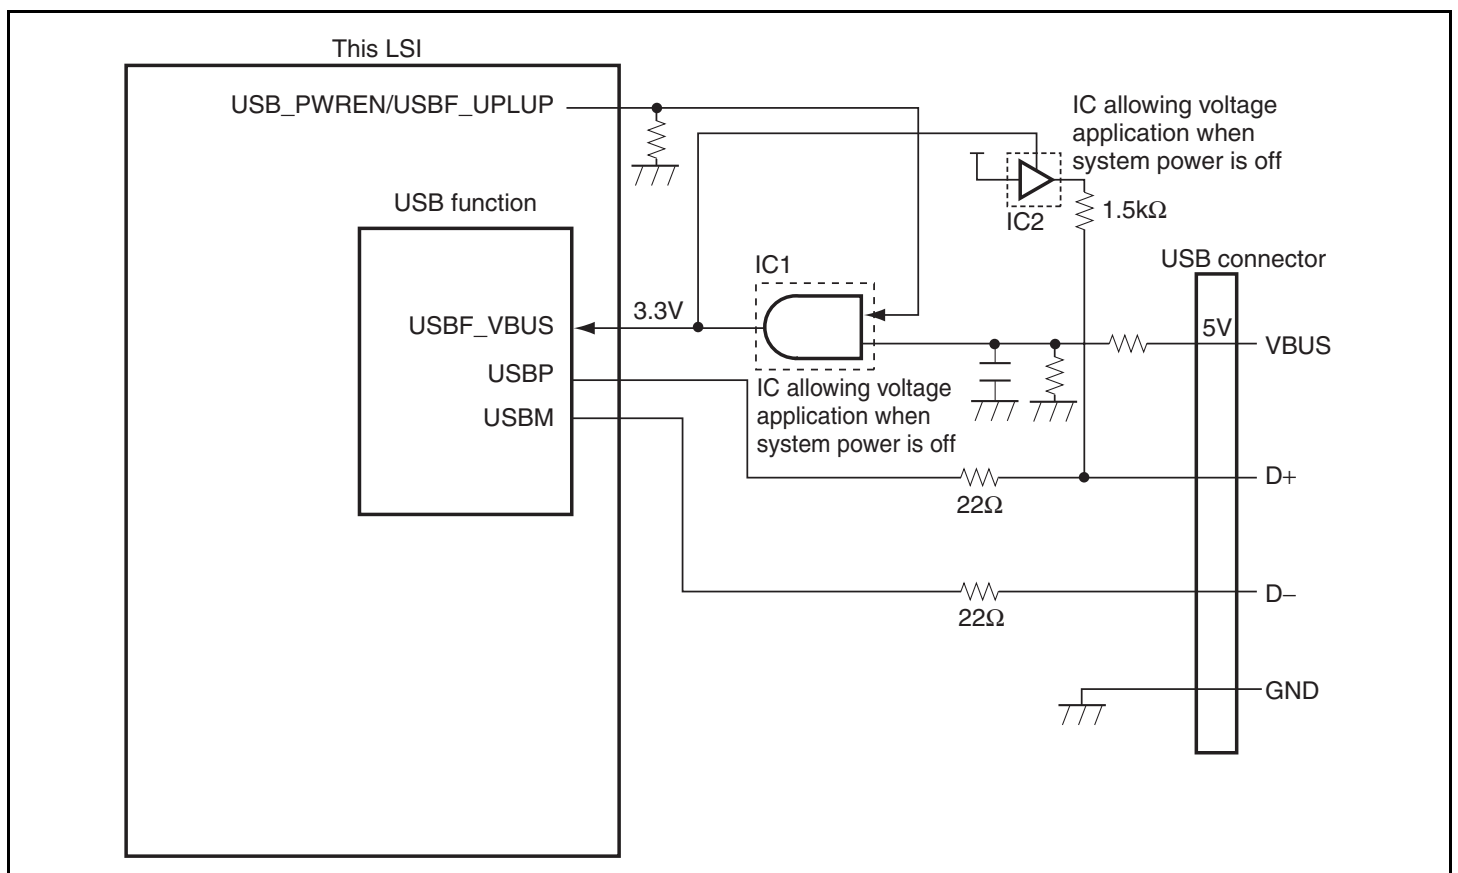 This LSI
USB_PWREN/USBF_UPLUP
IC allowing voltage
application when
system power is off
IC2
1.5kΩ
USB function
USB connector
IC1
3.3V
USBF_VBUS
5V
VBUS
USBP
IC allowing voltage
application when
system power is off
USBM
D+
22Ω
D−
22Ω
GND